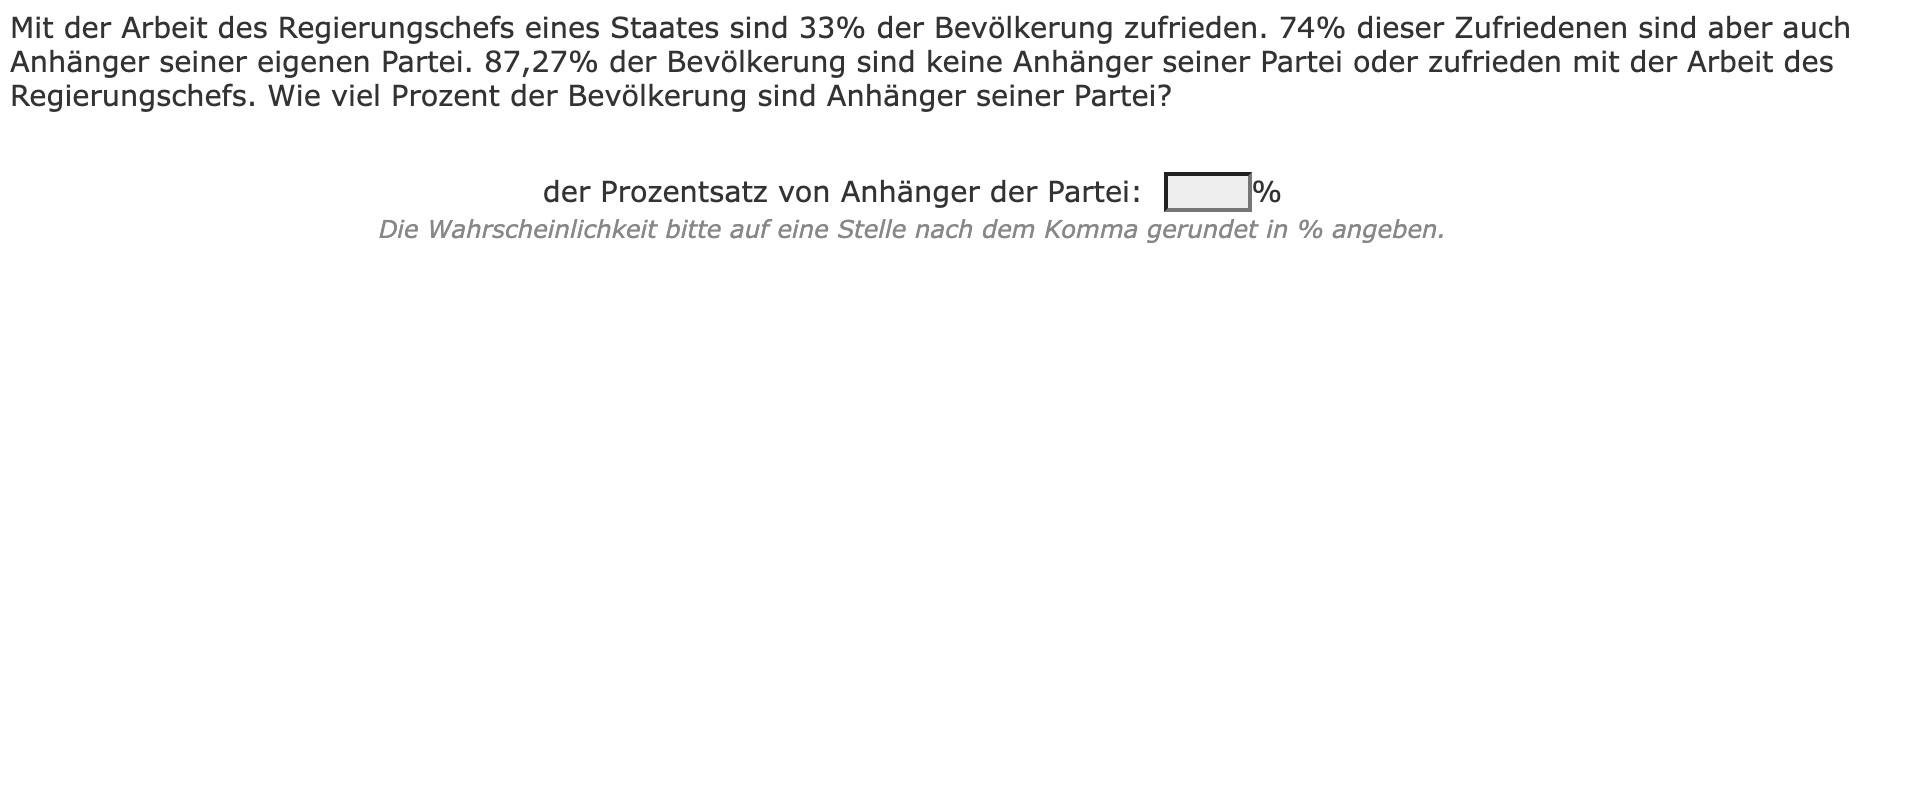 Mit der Arbeit des Regierungschefs eines Staates sind 33% der Bevölkerung zufrieden. 74% dieser Zufriedenen sind aber auch
Anhänger seiner eigenen Partei. 87,27% der Bevölkerung sind keine Anhänger seiner Partei oder zufrieden mit der Arbeit des
Regierungschefs. Wie viel Prozent der Bevölkerung sind Anhänger seiner Partei?
der Prozentsatz von Anhänger der Partei: %
Die Wahrscheinlichkeit bitte auf eine Stelle nach dem Komma gerundet in % angeben.